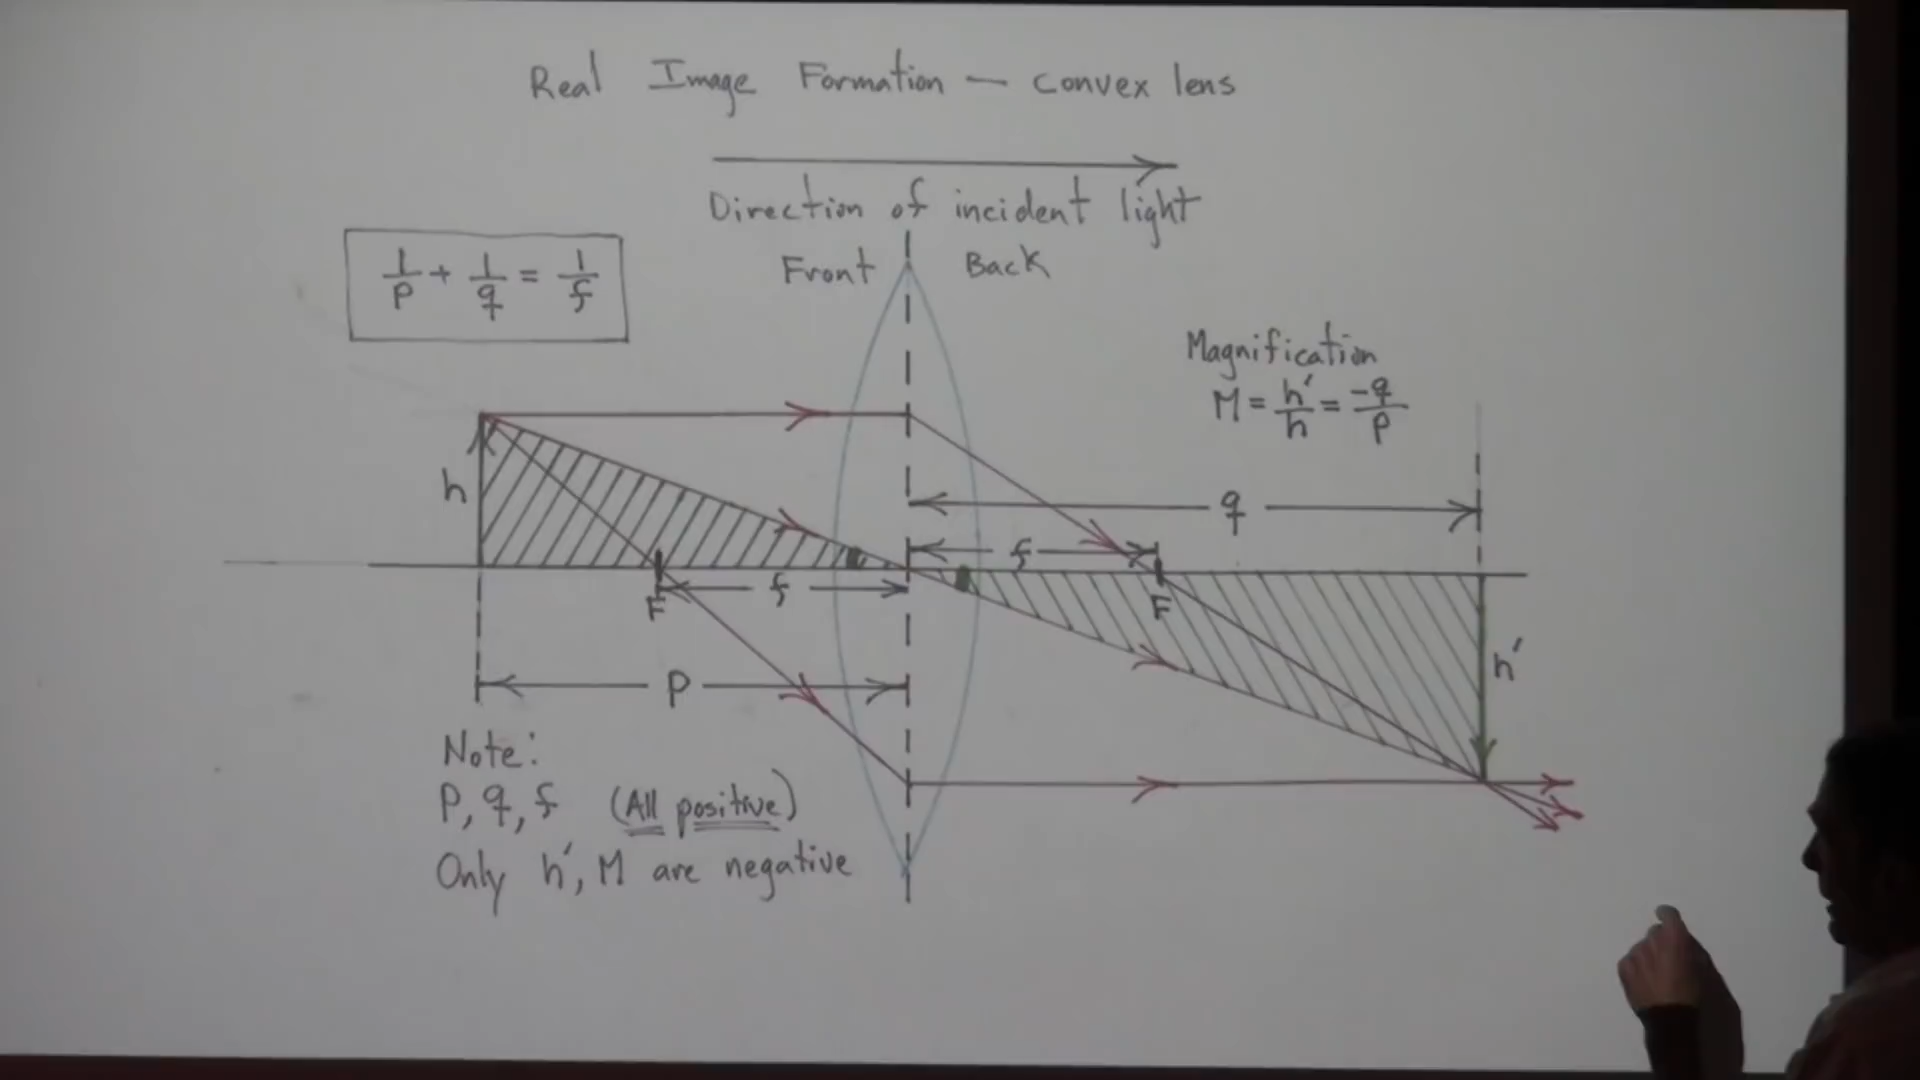 Real Image Formation — convex lens
Direction of incident light
Front Back
1/p + 1/q = 1/f
Magnification
M = h'/h = -q/p
h
q
f
F f F
h'
P
Note:
P, q, f (All positive)
Only h', M are negative